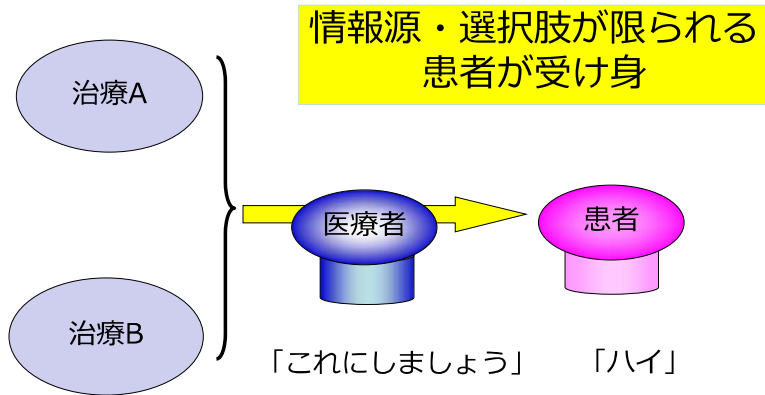 情報源・選択肢が限られる
患者が受け身
治療A
医療者
患者
治療B
「これにしましょう」
「ハイ」